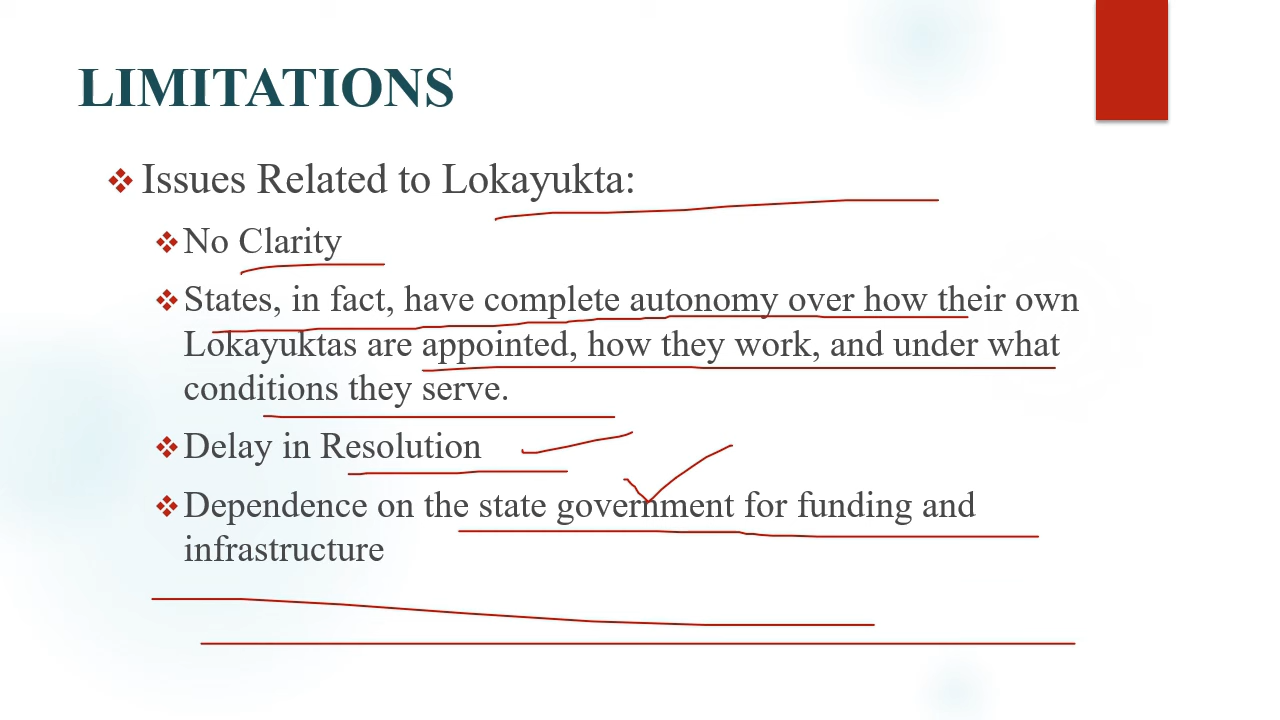 LIMITATIONS
Issues Related to Lokayukta:
No Clarity
States, in fact, have complete autonomy over how their own
Lokayuktas are appointed, how they work, and under what
conditions they serve.
Delay in Resolution
Dependence on the state government for funding and
infrastructure